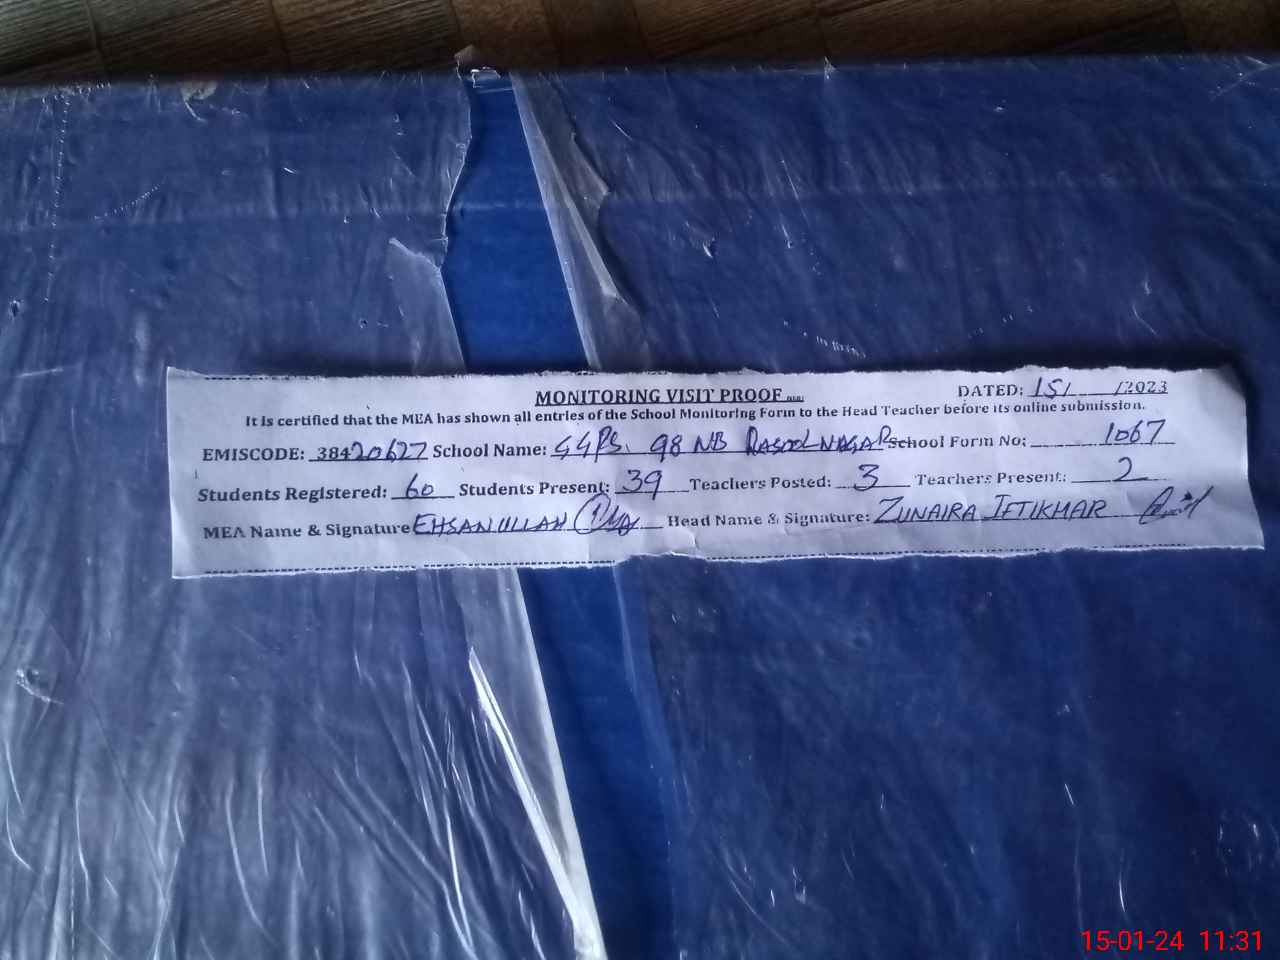 MONITORING VISIT PROOF
DATED: 15/ /2023
It is certified that the MEA has shown all entries of the School Monitoring Form to the Head Teacher before its online submission.
EMISCODE: 38420627 School Name: GGPS. 98 NB RASOOL NAGAR School Form No: 1067
Students Registered: 60 Students Present: 39 Teachers Posted: 3 Teachers Present: 2
MEA Name & Signature EHSANULLAH Head Name & Signature: ZUNAIRA IFTIKHAR
15-01-24 11:31